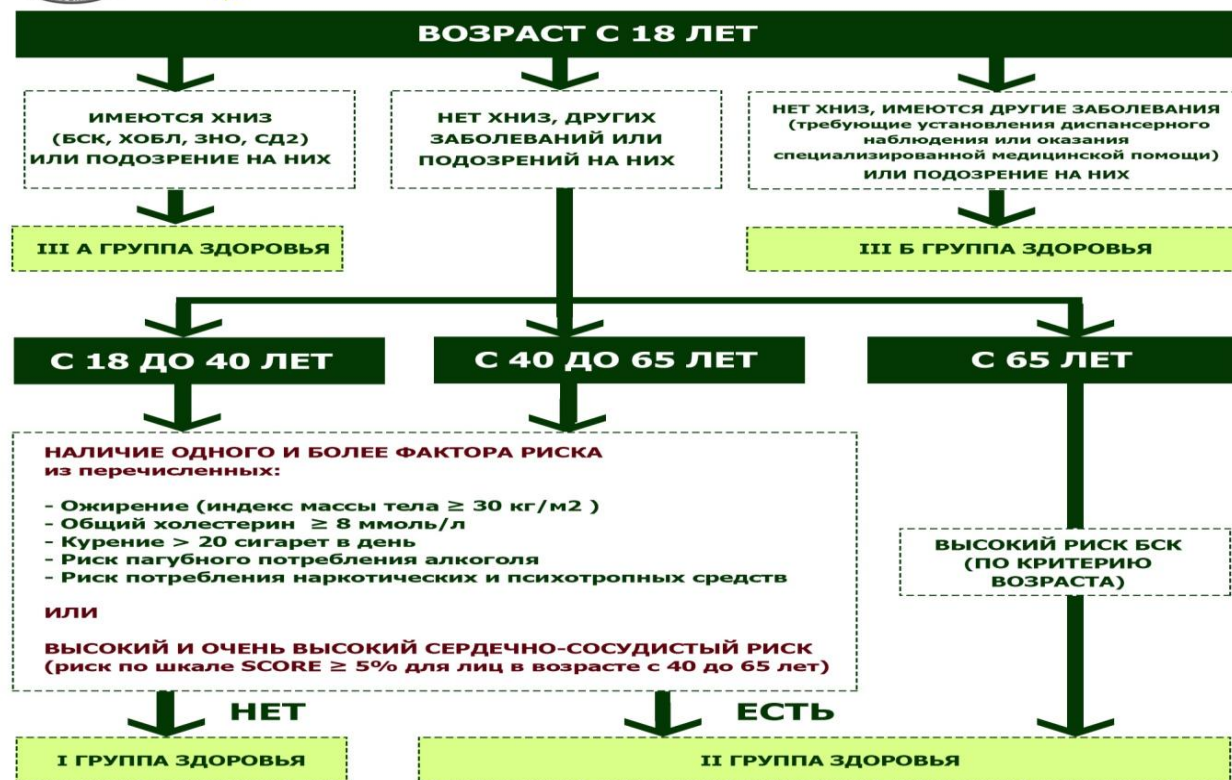 ВОЗРАСТ С 18 ЛЕТ
ИМЕЮТСЯ ХНИЗ
(БСК, ХОБЛ, ЗНО, СД2)
ИЛИ ПОДОЗРЕНИЕ НА НИХ
НЕТ ХНИЗ, ДРУГИХ
ЗАБОЛЕВАНИЙ ИЛИ
ПОДОЗРЕНИЙ НА НИХ
НЕТ ХНИЗ, ИМЕЮТСЯ ДРУГИЕ ЗАБОЛЕВАНИЯ
(требующие установления диспансерного
наблюдения или оказания
специализированной медицинской помощи)
ИЛИ ПОДОЗРЕНИЕ НА НИХ
III А ГРУППА ЗДОРОВЬЯ
III Б ГРУППА ЗДОРОВЬЯ
С 18 ДО 40 ЛЕТ
С 40 ДО 65 ЛЕТ
С 65 ЛЕТ
НАЛИЧИЕ ОДНОГО И БОЛЕЕ ФАКТОРА РИСКА
из перечисленных:
- Ожирение (индекс массы тела ≥ 30 кг/м2 )
- Общий холестерин ≥ 8 ммоль/л
- Курение > 20 сигарет в день
- Риск пагубного потребления алкоголя
- Риск потребления наркотических и психотропных средств
ИЛИ
ВЫСОКИЙ И ОЧЕНЬ ВЫСОКИЙ СЕРДЕЧНО-СОСУДИСТЫЙ РИСК
(риск по шкале SCORE ≥ 5% для лиц в возрасте с 40 до 65 лет)
ВЫСОКИЙ РИСК БСК
(ПО КРИТЕРИЮ
ВОЗРАСТА)
НЕТ
ЕСТЬ
I ГРУППА ЗДОРОВЬЯ
II ГРУППА ЗДОРОВЬЯ